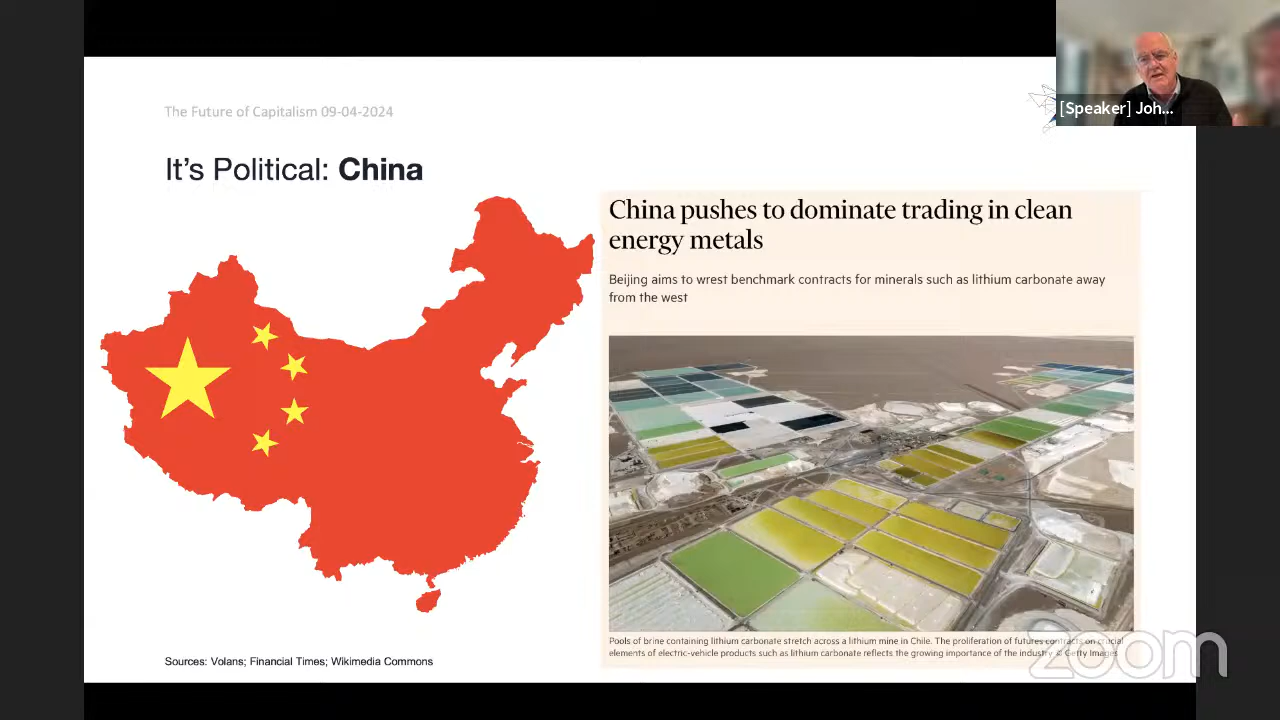 The Future of Capitalism 09-04-2024
[Speaker] Joh...
It's Political: China
China pushes to dominate trading in clean
energy metals
Beijing aims to wrest benchmark contracts for minerals such as lithium carbonate away
from the west
Pools of brine containing lithium carbonate stretch across a lithium mine in Chile. The proliferation of futures contracts on crucial
elements of electric-vehicle products such as lithium carbonate reflects the growing importance of the industry © Getty Images
Sources: Volans; Financial Times; Wikimedia Commons
zoom